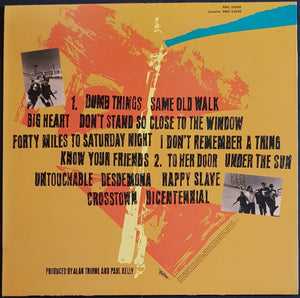 1. DUMB THINGS SAME OLD WALK
BIG HEART DON'T STAND SO CLOSE TO THE WINDOW
FORTY MILES TO SATURDAY NIGHT I DON'T REMEMBER A THING
KNOW YOUR FRIENDS 2. TO HER DOOR UNDER THE SUN
UNTOUCHABLE DESDEMONA HAPPY SLAVE
CROSSTOWN BICENTENNIAL
PRODUCED BY ALAN THORNE AND PAUL KELLY